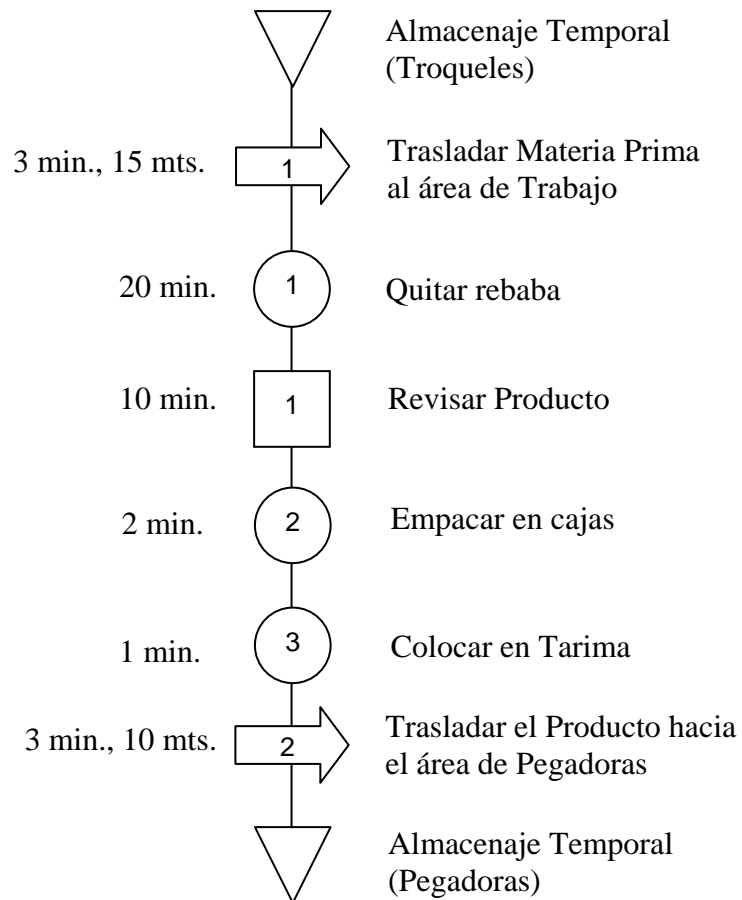 Almacenaje Temporal
(Troqueles)
3 min., 15 mts.
1
Trasladar Materia Prima
al área de Trabajo
20 min.
1
Quitar rebaba
10 min.
1
Revisar Producto
2 min.
2
Empacar en cajas
1 min.
3
Colocar en Tarima
3 min., 10 mts.
2
Trasladar el Producto hacia
el área de Pegadoras
Almacenaje Temporal
(Pegadoras)